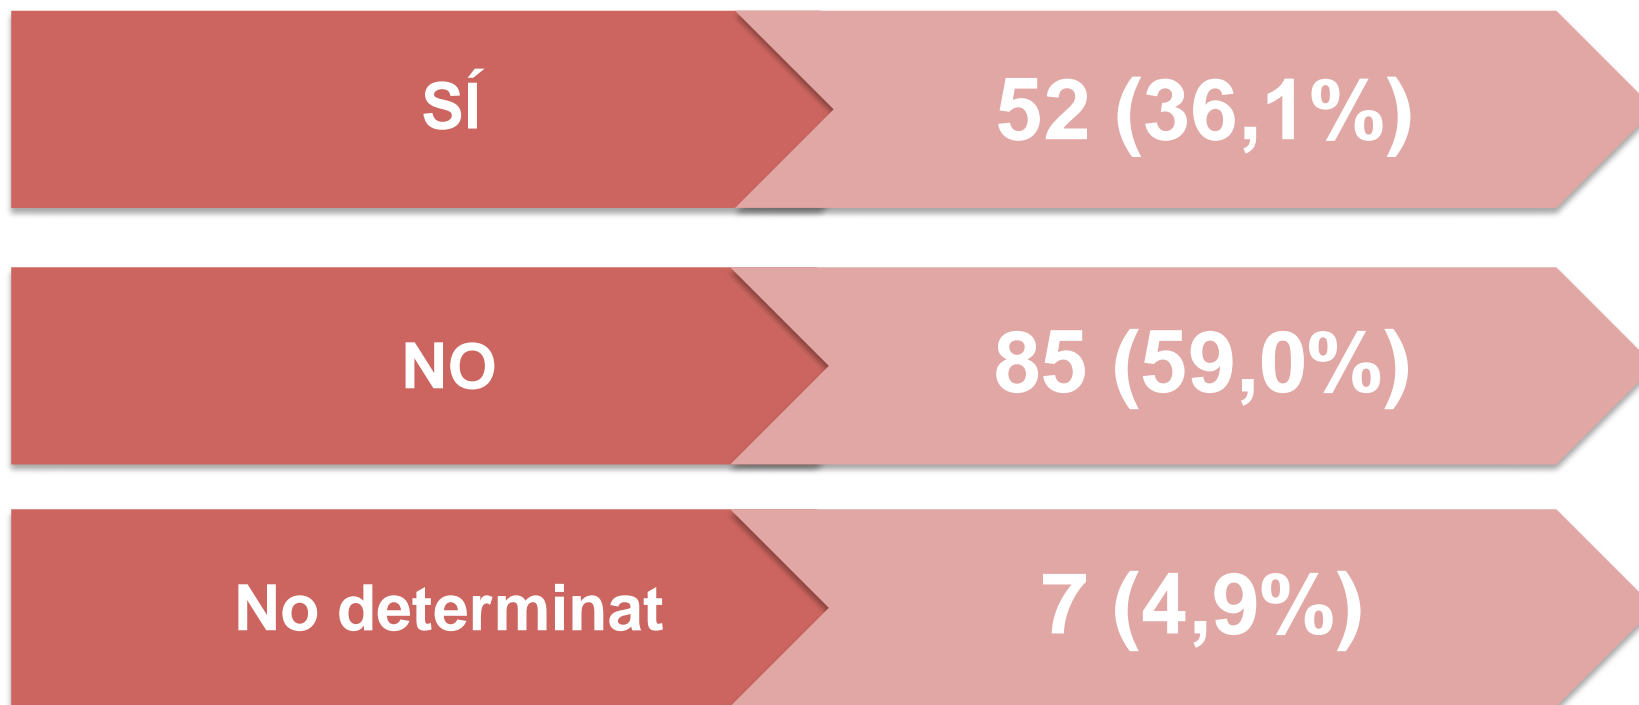 SÍ
52 (36,1%)
NO
85 (59,0%)
No determinat
7 (4,9%)